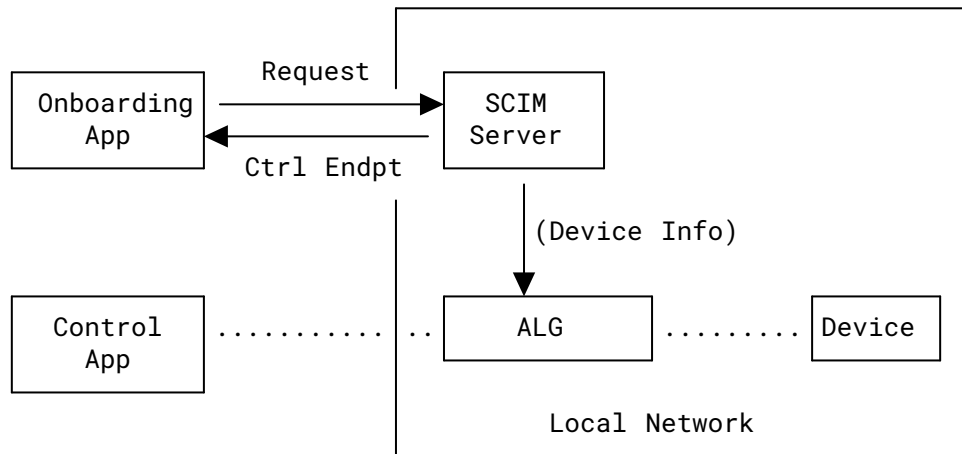 Request
Onboarding
App
SCIM
Server
Ctrl Endpt
(Device Info)
Control
App
ALG
Device
Local Network